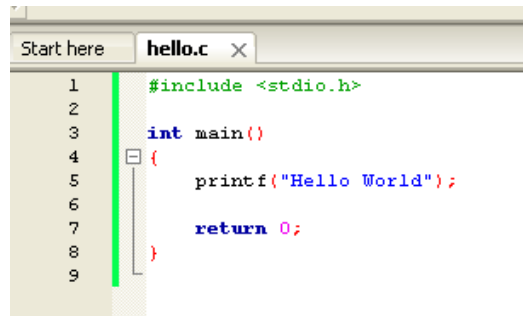 Start here hello.c ×
1 #include <stdio.h>
2
3 int main()
4 {
5 printf("Hello World");
6
7 return 0;
8 }
9